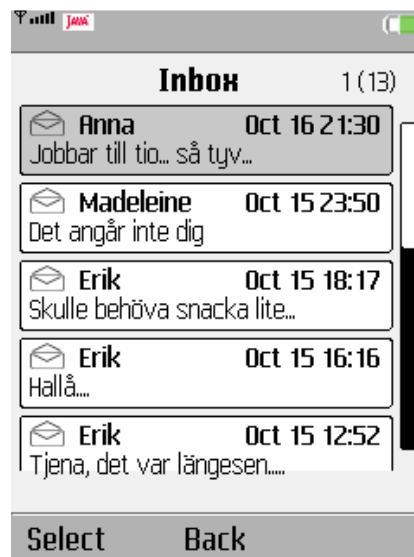 JAVA
Inbox 1 (13)
Anna Oct 16 21:30
Jobbar till tio... så tyv...
Madeleine Oct 15 23:50
Det angår inte dig
Erik Oct 15 18:17
Skulle behöva snacka lite...
Erik Oct 15 16:16
Hallå....
Erik Oct 15 12:52
Tjena, det var längesen.....
Select Back